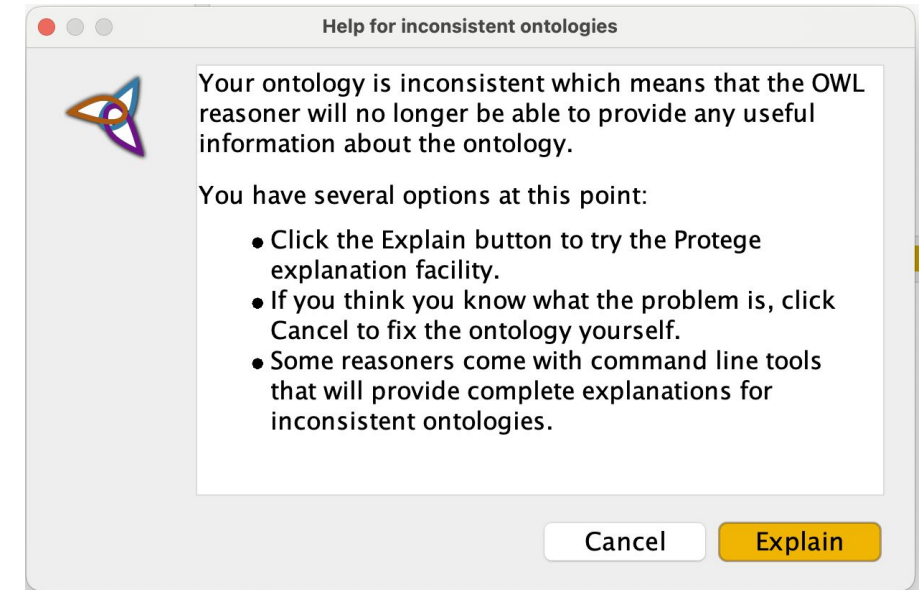 Help for inconsistent ontologies
Your ontology is inconsistent which means that the OWL
reasoner will no longer be able to provide any useful
information about the ontology.
You have several options at this point:
• Click the Explain button to try the Protege
explanation facility.
• If you think you know what the problem is, click
Cancel to fix the ontology yourself.
• Some reasoners come with command line tools
that will provide complete explanations for
inconsistent ontologies.
Cancel
Explain